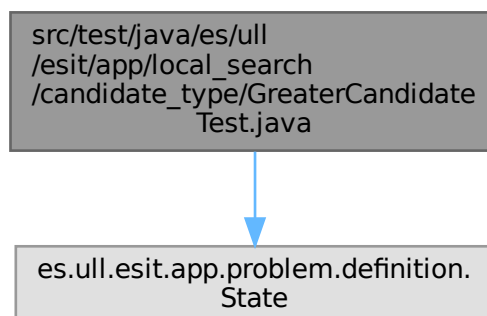 src/test/java/es/ull
/esit/app/local_search
/candidate_type/GreaterCandidate
Test.java
es.ull.esit.app.problem.definition.
State